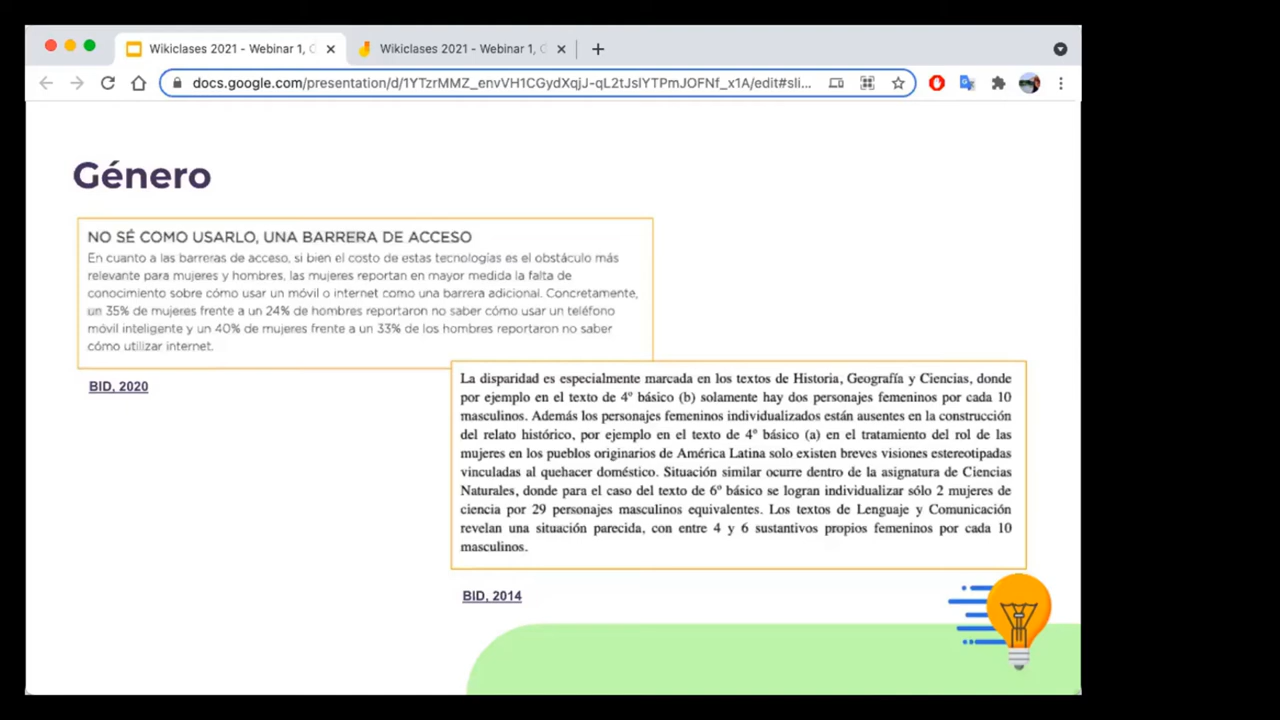 Wikiclases 2021 - Webinar 1, C
Wikiclases 2021 - Webinar 1, C
docs.google.com/presentation/d/1YTzrMMZ_envVH1CGydXqjJ-qL2tJsIYTPmJOFNf_x1A/edit#sli...
Género
NO SÉ COMO USARLO, UNA BARRERA DE ACCESO
En cuanto a las barreras de acceso, si bien el costo de estas tecnologías es el obstáculo más
relevante para mujeres y hombres, las mujeres reportan en mayor medida la falta de
conocimiento sobre cómo usar un móvil o internet como una barrera adicional. Concretamente,
un 35% de mujeres frente a un 24% de hombres reportaron no saber cómo usar un teléfono
móvil inteligente y un 40% de mujeres frente a un 33% de los hombres reportaron no saber
cómo utilizar internet.
BID, 2020
La disparidad es especialmente marcada en los textos de Historia, Geografía y Ciencias, donde
por ejemplo en el texto de 4º básico (b) solamente hay dos personajes femeninos por cada 10
masculinos. Además los personajes femeninos individualizados están ausentes en la construcción
del relato histórico, por ejemplo en el texto de 4º básico (a) en el tratamiento del rol de las
mujeres en los pueblos originarios de América Latina solo existen breves visiones estereotipadas
vinculadas al quehacer doméstico. Situación similar ocurre dentro de la asignatura de Ciencias
Naturales, donde para el caso del texto de 6º básico se logran individualizar sólo 2 mujeres de
ciencia por 29 personajes masculinos equivalentes. Los textos de Lenguaje y Comunicación
revelan una situación parecida, con entre 4 y 6 sustantivos propios femeninos por cada 10
masculinos.
BID, 2014